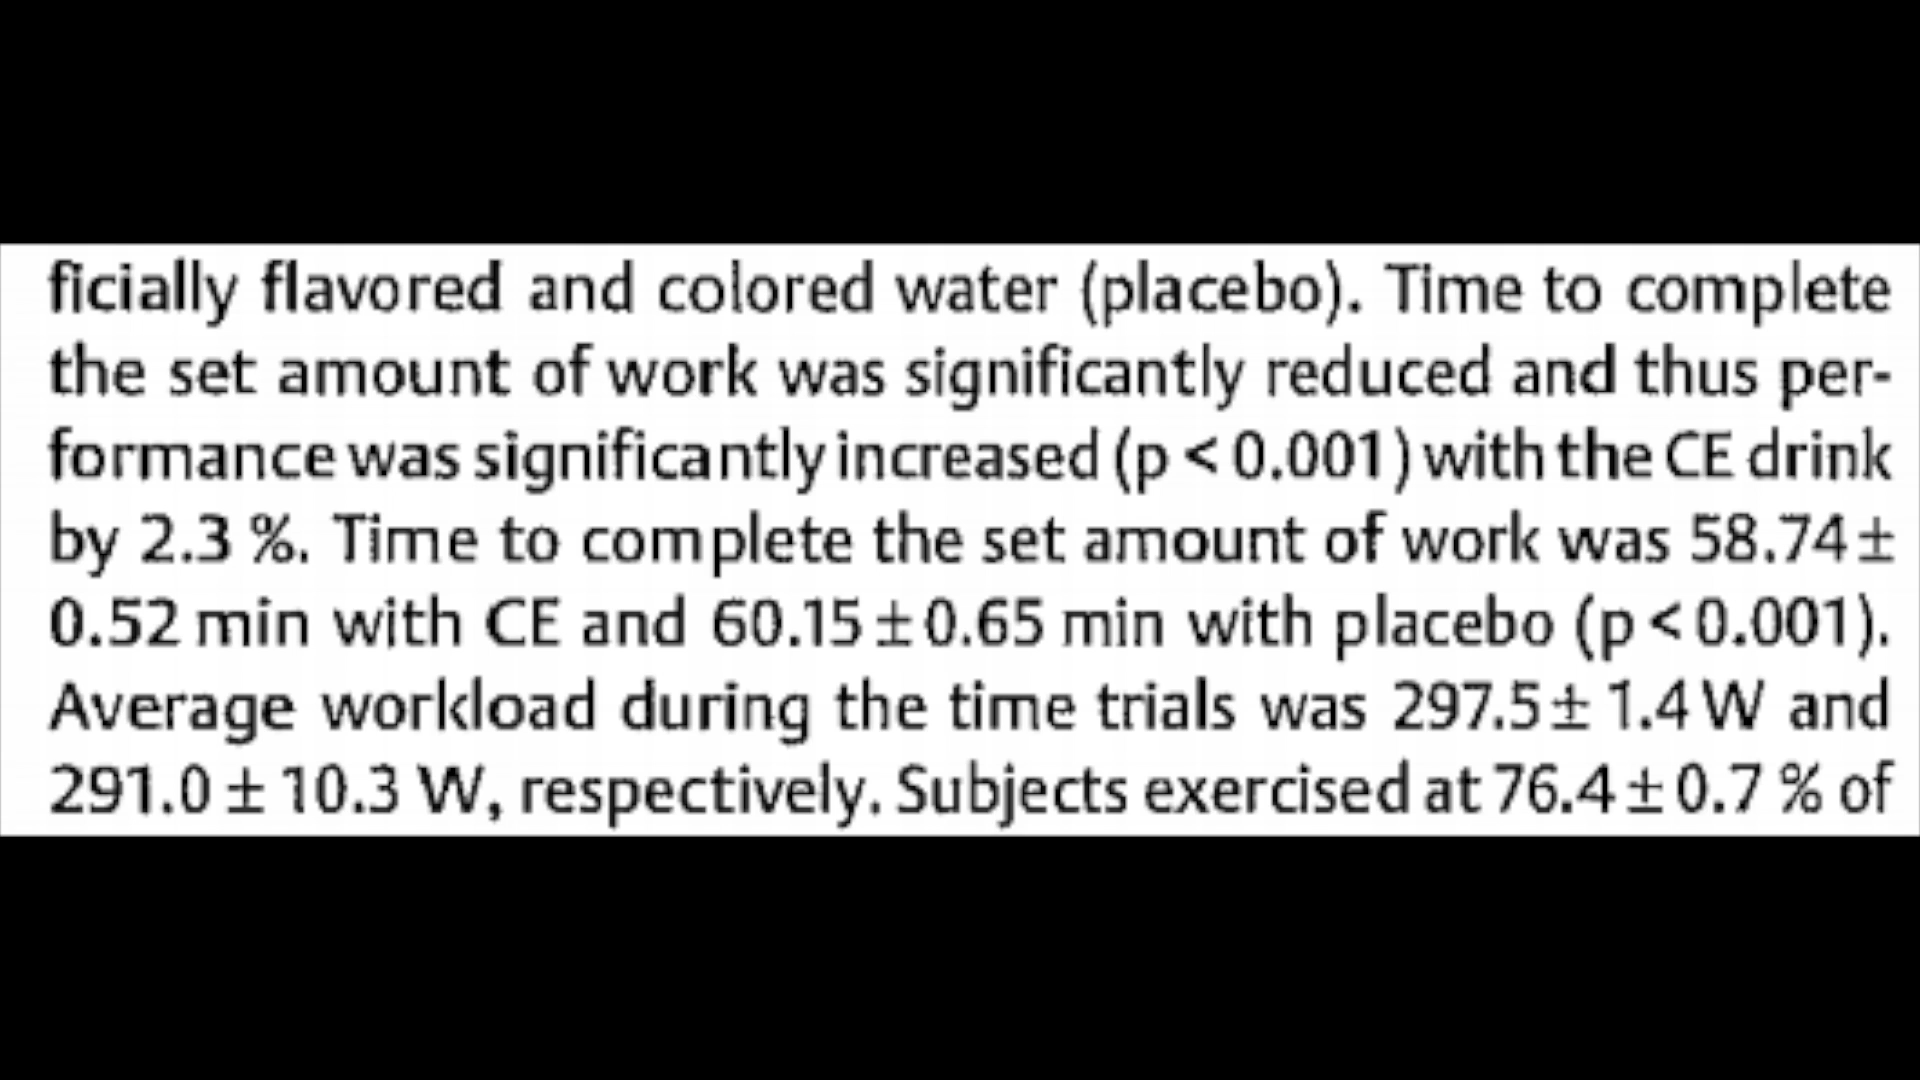 ficially flavored and colored water (placebo). Time to complete
the set amount of work was significantly reduced and thus per-
formance was significantly increased (p < 0.001) with the CE drink
by 2.3 %. Time to complete the set amount of work was 58.74 ±
0.52 min with CE and 60.15 ± 0.65 min with placebo (p < 0.001).
Average workload during the time trials was 297.5 ± 1.4 W and
291.0 ± 10.3 W, respectively. Subjects exercised at 76.4 ± 0.7 % of